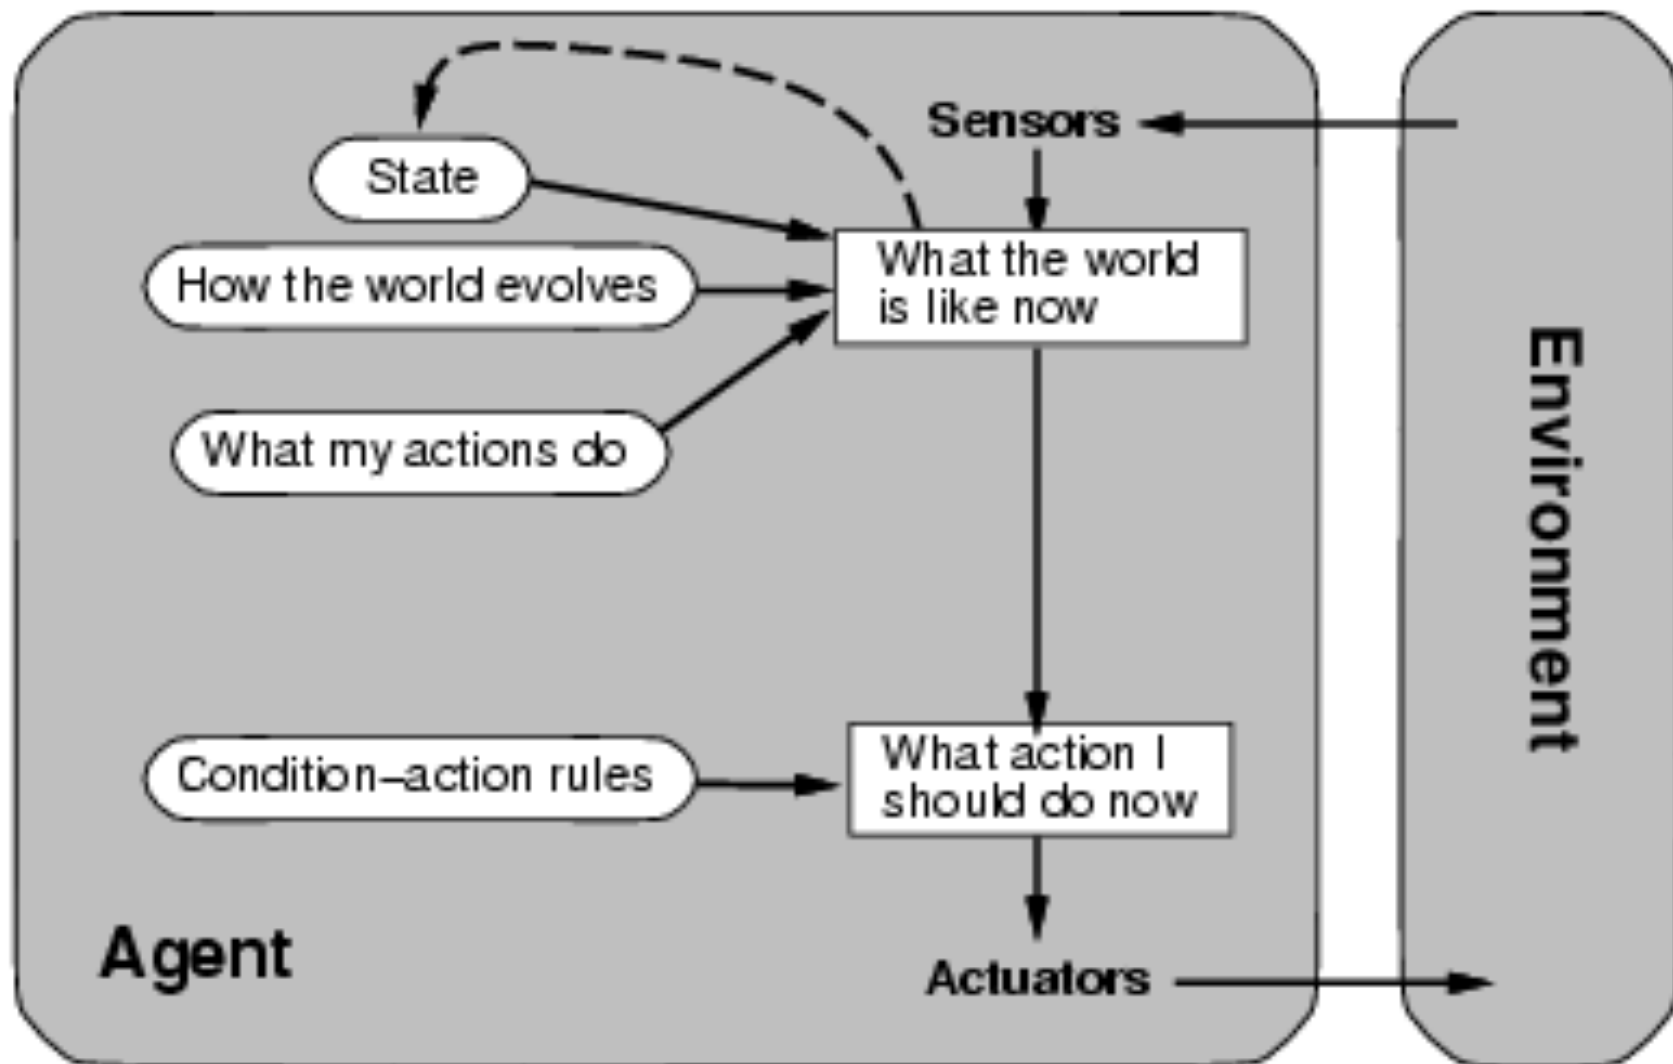 Sensors
State
What the world
is like now
How the world evolves
What my actions do
Environment
Condition–action rules
What action I
should do now
Agent
Actuators